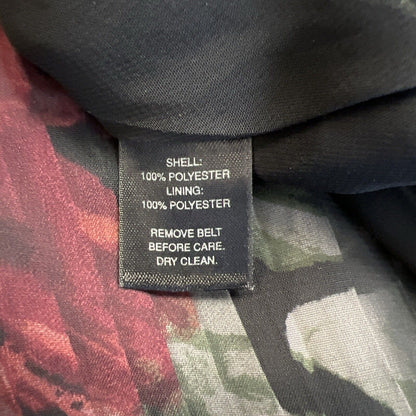 SHELL:
100% POLYESTER
LINING:
100% POLYESTER
REMOVE BELT
BEFORE CARE.
DRY CLEAN.